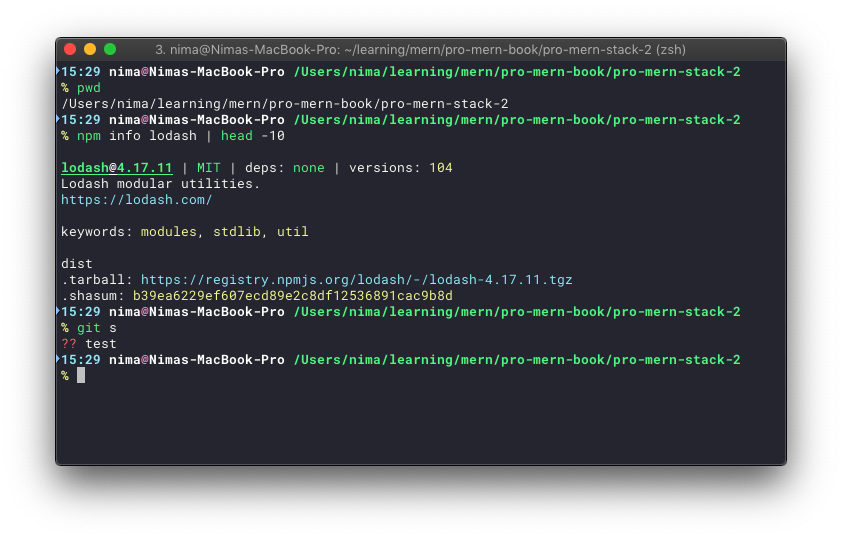 3. nima@Nimas-MacBook-Pro: ~/learning/mern/pro-mern-book/pro-mern-stack-2 (zsh)
15:29 nima@Nimas-MacBook-Pro /Users/nima/learning/mern/pro-mern-book/pro-mern-stack-2
% pwd
/Users/nima/learning/mern/pro-mern-book/pro-mern-stack-2
15:29 nima@Nimas-MacBook-Pro /Users/nima/learning/mern/pro-mern-book/pro-mern-stack-2
% npm info lodash | head -10
lodash@4.17.11 | MIT | deps: none | versions: 104
Lodash modular utilities.
https://lodash.com/
keywords: modules, stdlib, util
dist
.tarball: https://registry.npmjs.org/lodash/-/lodash-4.17.11.tgz
.shasum: b39ea6229ef607ecd89e2c8df12536891cac9b8d
15:29 nima@Nimas-MacBook-Pro /Users/nima/learning/mern/pro-mern-book/pro-mern-stack-2
% git s
?? test
15:29 nima@Nimas-MacBook-Pro /Users/nima/learning/mern/pro-mern-book/pro-mern-stack-2
%